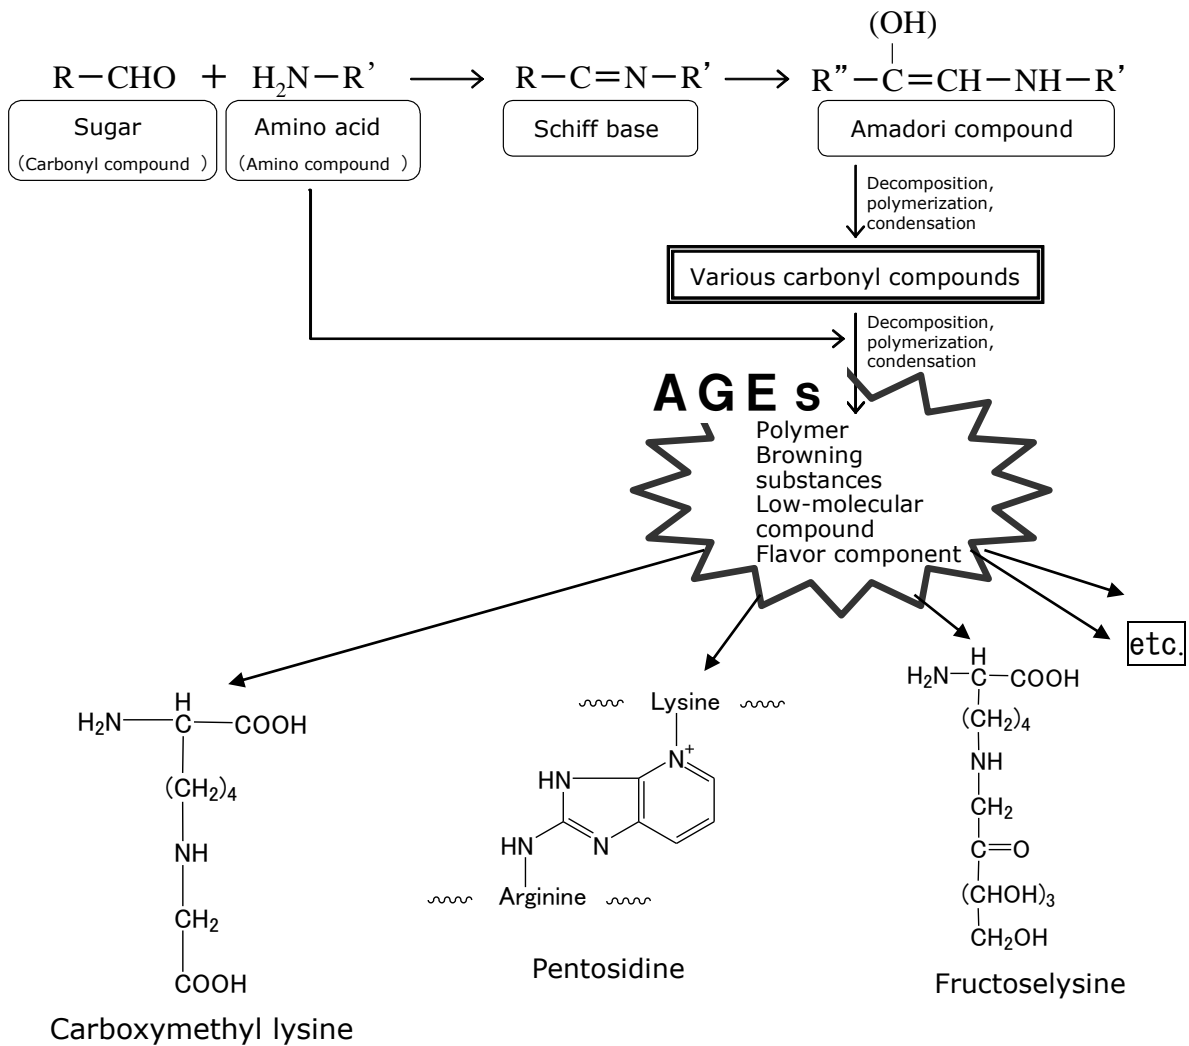 (OH)
R−CHO + H₂N−R’ → R−C=N−R’ → R”−C=CH−NH−R’
Sugar
(Carbonyl compound )
Amino acid
(Amino compound )
Schiff base
Amadori compound
Decomposition,
polymerization,
condensation
Various carbonyl compounds
Decomposition,
polymerization,
condensation
AGEs
Polymer
Browning
substances
Low-molecular
compound
Flavor component
etc.
H
H₂N C COOH
(CH₂)₄
NH
CH₂
COOH
Carboxymethyl lysine
Lysine
N⁺
HN
HN N
Arginine
Pentosidine
H
H₂N−C−COOH
(CH₂)₄
NH
CH₂
C=O
(CHOH)₃
CH₂OH
Fructoselysine